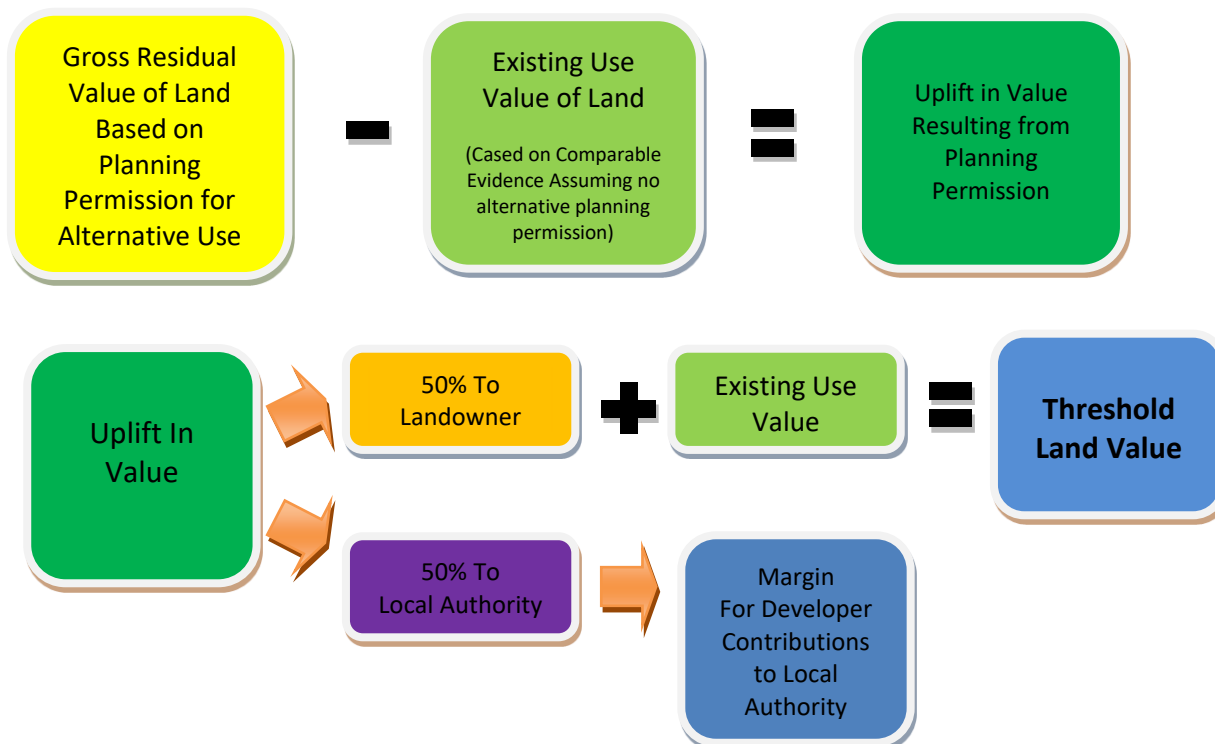 Gross Residual
Value of Land
Based on
Planning
Permission for
Alternative Use
Existing Use
Value of Land
(Cased on Comparable
Evidence Assuming no
alternative planning
permission)
Uplift in Value
Resulting from
Planning
Permission
Uplift In
Value
50% To
Landowner
Existing Use
Value
Threshold
Land Value
50% To
Local Authority
Margin
For Developer
Contributions
to Local
Authority